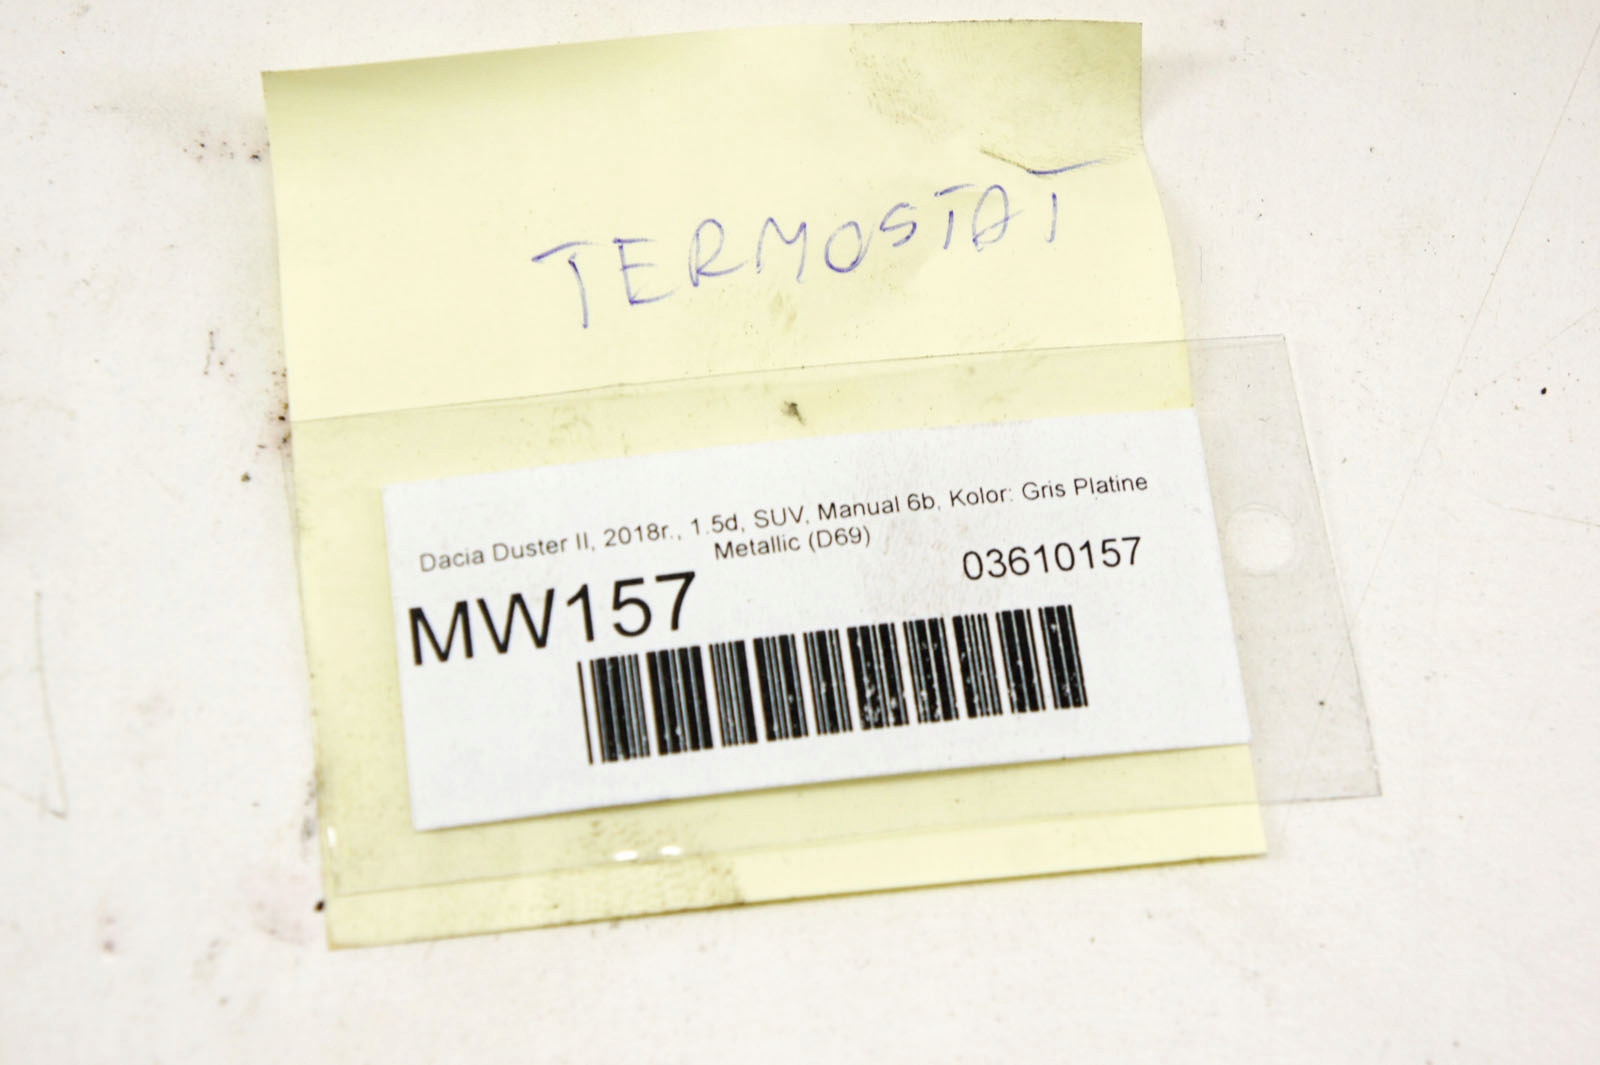 TERMOSTAT
Dacia Duster II, 2018r., 1.5d, SUV, Manual 6b, Kolor: Gris Platine
Metallic (D69)
MW157
03610157